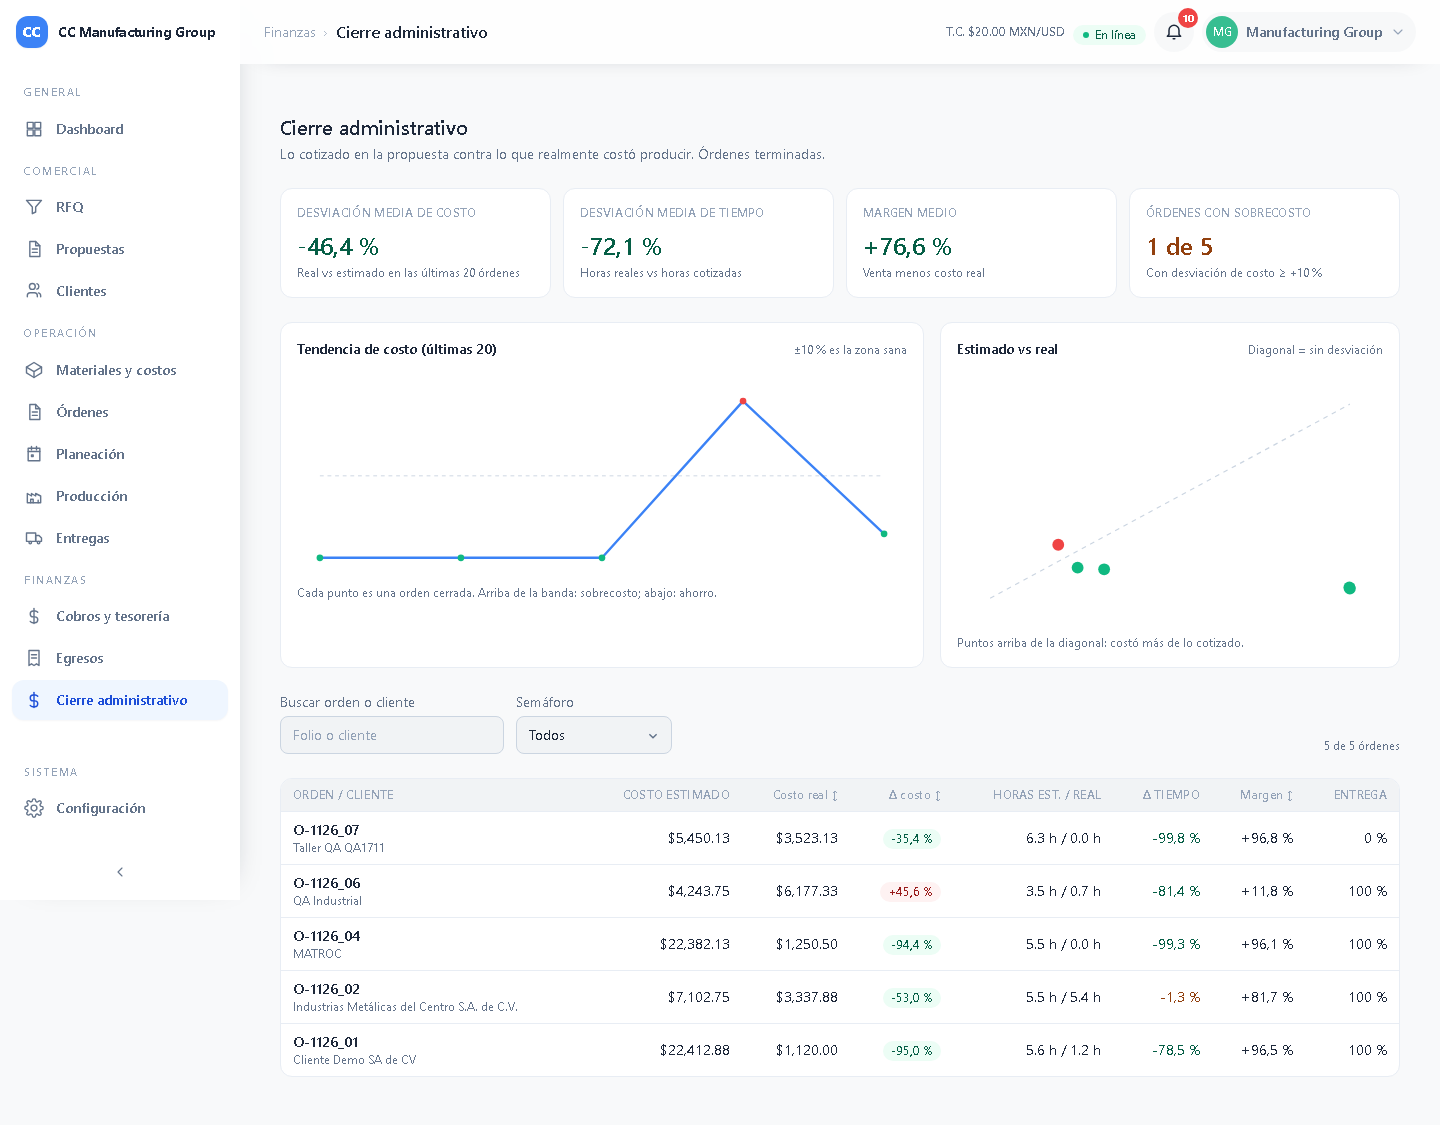 CC
CC Manufacturing Group
Finanzas › Cierre administrativo
T.C. $20.00 MXN/USD
En línea
10
MG
Manufacturing Group
GENERAL
Dashboard
COMERCIAL
RFQ
Propuestas
Clientes
OPERACIÓN
Materiales y costos
Órdenes
Planeación
Producción
Entregas
FINANZAS
Cobros y tesorería
Egresos
Cierre administrativo
SISTEMA
Configuración
Cierre administrativo
Lo cotizado en la propuesta contra lo que realmente costó producir. Órdenes terminadas.
DESVIACIÓN MEDIA DE COSTO
-46,4 %
Real vs estimado en las últimas 20 órdenes
DESVIACIÓN MEDIA DE TIEMPO
-72,1 %
Horas reales vs horas cotizadas
MARGEN MEDIO
+76,6 %
Venta menos costo real
ÓRDENES CON SOBRECOSTO
1 de 5
Con desviación de costo ≥ +10%
Tendencia de costo (últimas 20)
±10% es la zona sana
Cada punto es una orden cerrada. Arriba de la banda: sobrecosto; abajo: ahorro.
Estimado vs real
Diagonal = sin desviación
Puntos arriba de la diagonal: costó más de lo cotizado.
Buscar orden o cliente
Folio o cliente
Semáforo
Todos
5 de 5 órdenes
ORDEN / CLIENTE COSTO ESTIMADO Costo real ↕ Δ costo ↕ HORAS EST. / REAL Δ TIEMPO Margen ↕ ENTREGA
O-1126_07 $5,450.13 $3,523.13 -35,4 % 6.3 h / 0.0 h -99,8 % +96,8 % 0 %
Taller QA QA1711
O-1126_06 $4,243.75 $6,177.33 +45,6 % 3.5 h / 0.7 h -81,4 % +11,8 % 100 %
QA Industrial
O-1126_04 $22,382.13 $1,250.50 -94,4 % 5.5 h / 0.0 h -99,3 % +96,1 % 100 %
MATROC
O-1126_02 $7,102.75 $3,337.88 -53,0 % 5.5 h / 5.4 h -1,3 % +81,7 % 100 %
Industrias Metálicas del Centro S.A. de C.V.
O-1126_01 $22,412.88 $1,120.00 -95,0 % 5.6 h / 1.2 h -78,5 % +96,5 % 100 %
Cliente Demo SA de CV